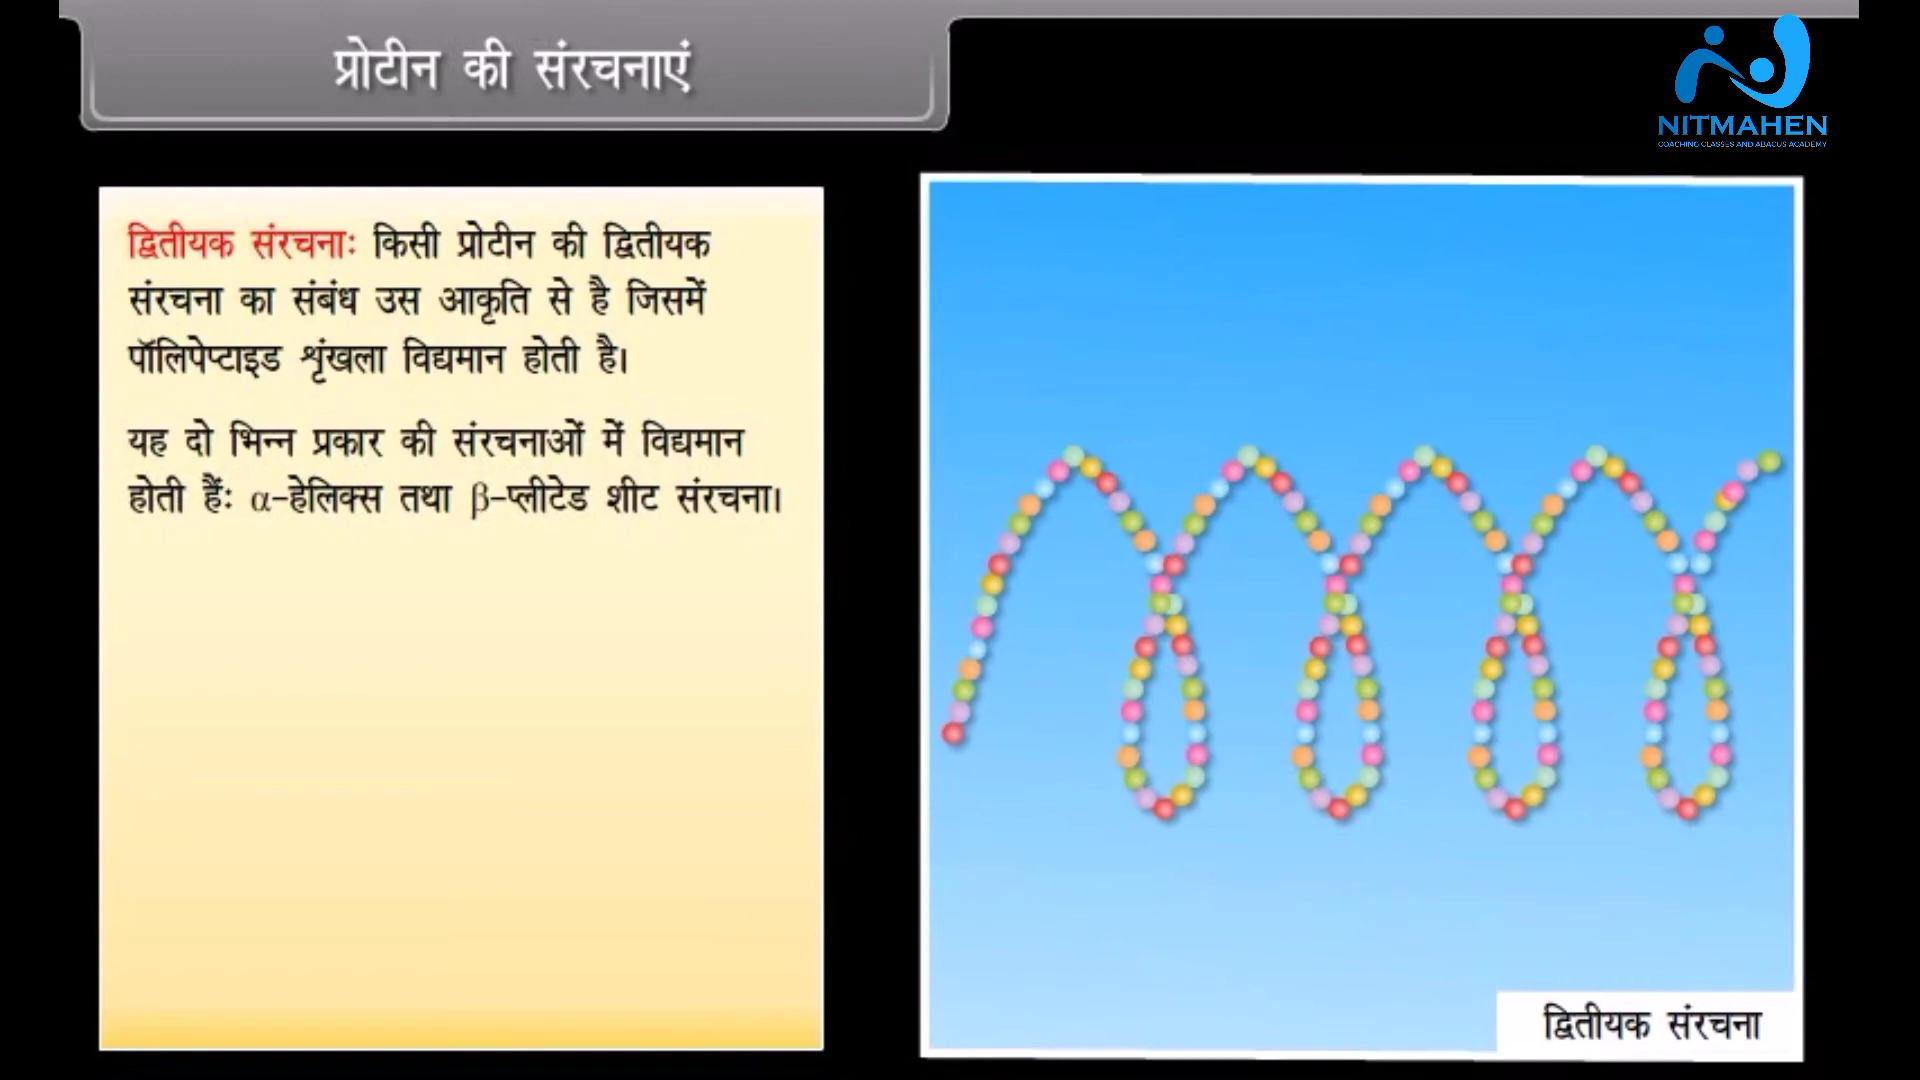 प्रोटीन की संरचनाएं
NITMAHEN
COACHING CLASSES AND ABACUS ACADEMY
द्वितीयक संरचनाः किसी प्रोटीन की द्वितीयक
संरचना का संबंध उस आकृति से है जिसमें
पॉलिपेप्टाइड शृंखला विद्यमान होती है।
यह दो भिन्न प्रकार की संरचनाओं में विद्यमान
होती हैंः α-हेलिक्स तथा β-प्लीटेड शीट संरचना।
द्वितीयक संरचना